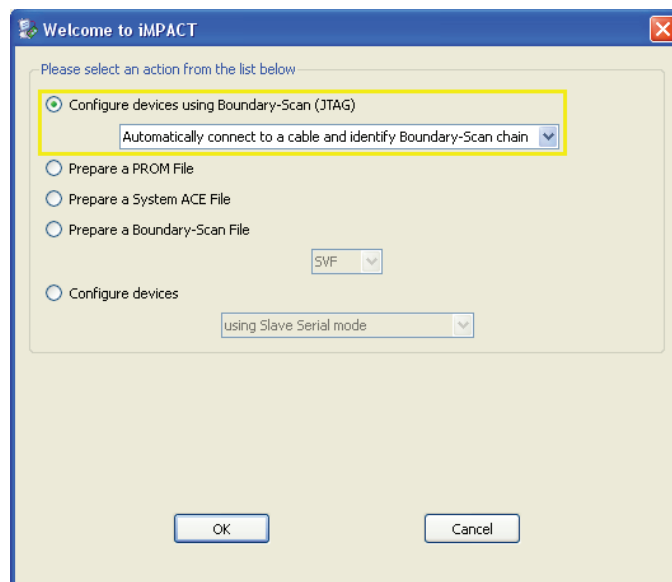 Welcome to iMPACT
Please select an action from the list below
Configure devices using Boundary-Scan (JTAG)
Automatically connect to a cable and identify Boundary-Scan chain
Prepare a PROM File
Prepare a System ACE File
Prepare a Boundary-Scan File
SVF
Configure devices
using Slave Serial mode
OK
Cancel